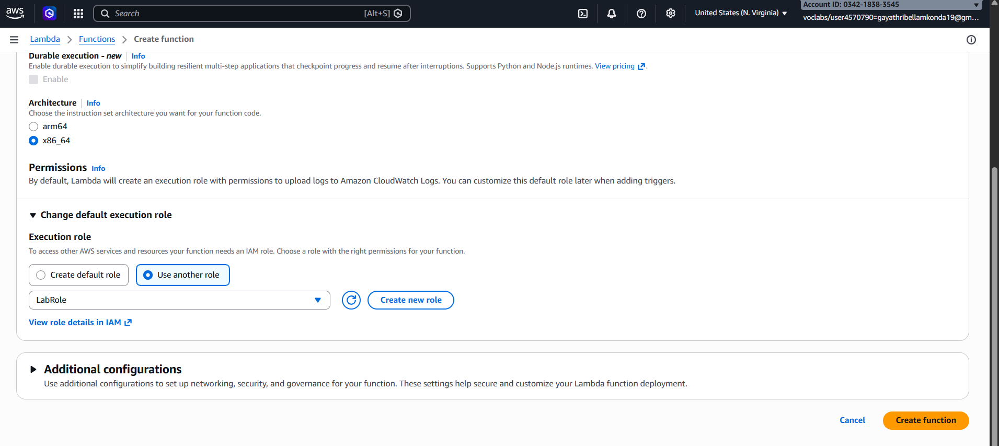 aws
Search
[Alt+S]
United States (N. Virginia)
Account ID: 0342-1838-3545
voclabs/user4570790=gayathribellamkonda19@gm...
Lambda
Functions
Create function
Durable execution - new
Info
Enable durable execution to simplify building resilient multi-step applications that checkpoint progress and resume after interruptions. Supports Python and Node.js runtimes. View pricing .
Enable
Architecture
Info
Choose the instruction set architecture you want for your function code.
arm64
x86_64
Permissions Info
By default, Lambda will create an execution role with permissions to upload logs to Amazon CloudWatch Logs. You can customize this default role later when adding triggers.
Change default execution role
Execution role
To access other AWS services and resources your function needs an IAM role. Choose a role with the right permissions for your function.
Create default role
Use another role
LabRole
Create new role
View role details in IAM
Additional configurations
Use additional configurations to set up networking, security, and governance for your function. These settings help secure and customize your Lambda function deployment.
Cancel
Create function